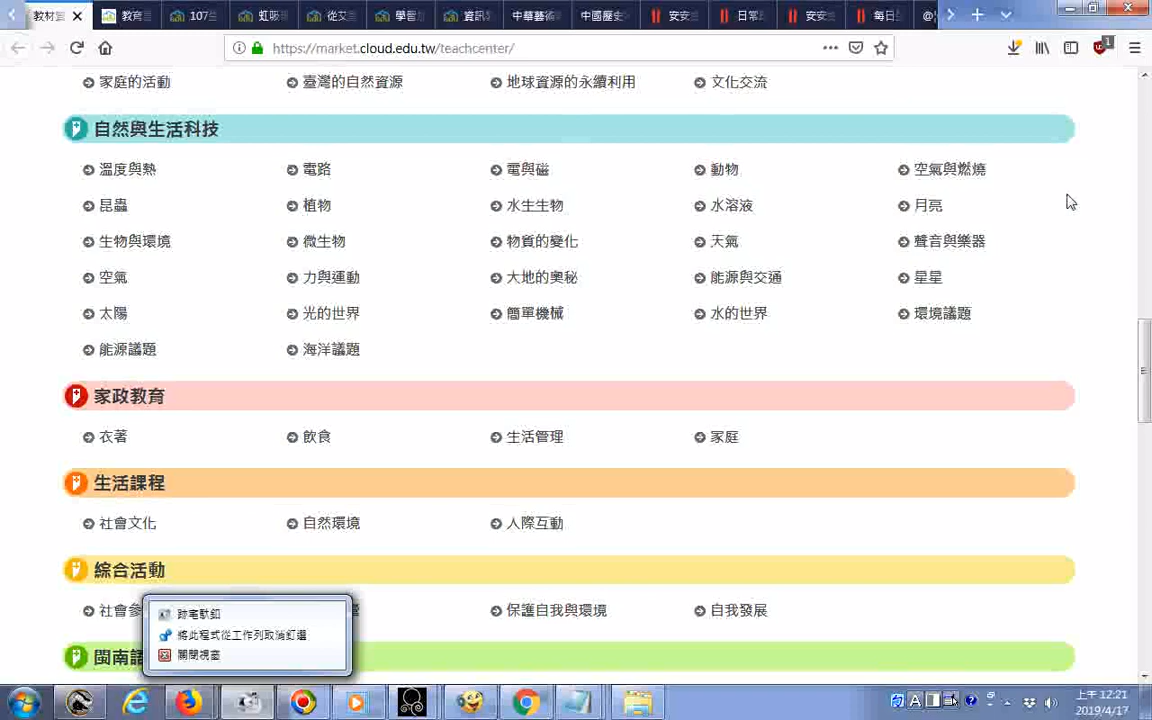 教材
教育
107
虹吸
從艾
學習
資訊
中華藝術
中國歷史
安安
日常
安安
每日
@
https://market.cloud.edu.tw/teachcenter/
1
家庭的活動 臺灣的自然資源 地球資源的永續利用 文化交流
自然與生活科技
溫度與熱 電路 電與磁 動物 空氣與燃燒
昆蟲 植物 水生生物 水溶液 月亮
生物與環境 微生物 物質的變化 天氣 聲音與樂器
空氣 力與運動 大地的奧秘 能源與交通 星星
太陽 光的世界 簡單機械 水的世界 環境議題
能源議題 海洋議題
家政教育
衣著 飲食 生活管理 家庭
生活課程
社會文化 自然環境 人際互動
綜合活動
社會參 保護自我與環境 自我發展
將此程式從工作列取消釘選
關閉視窗
閩南語
A
上午 12:21
2019/4/17